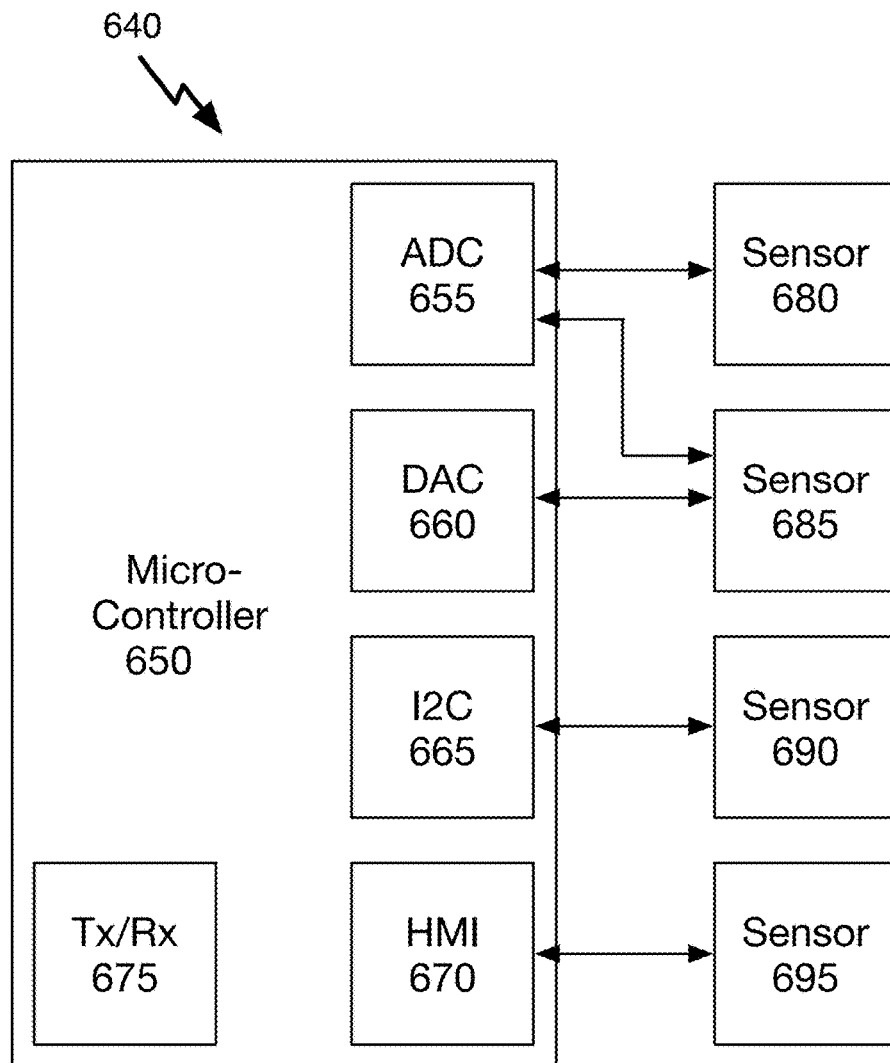 640
ADC
655
Sensor
680
DAC
660
Sensor
685
Micro-
Controller
650
I2C
665
Sensor
690
Tx/Rx
675
HMI
670
Sensor
695